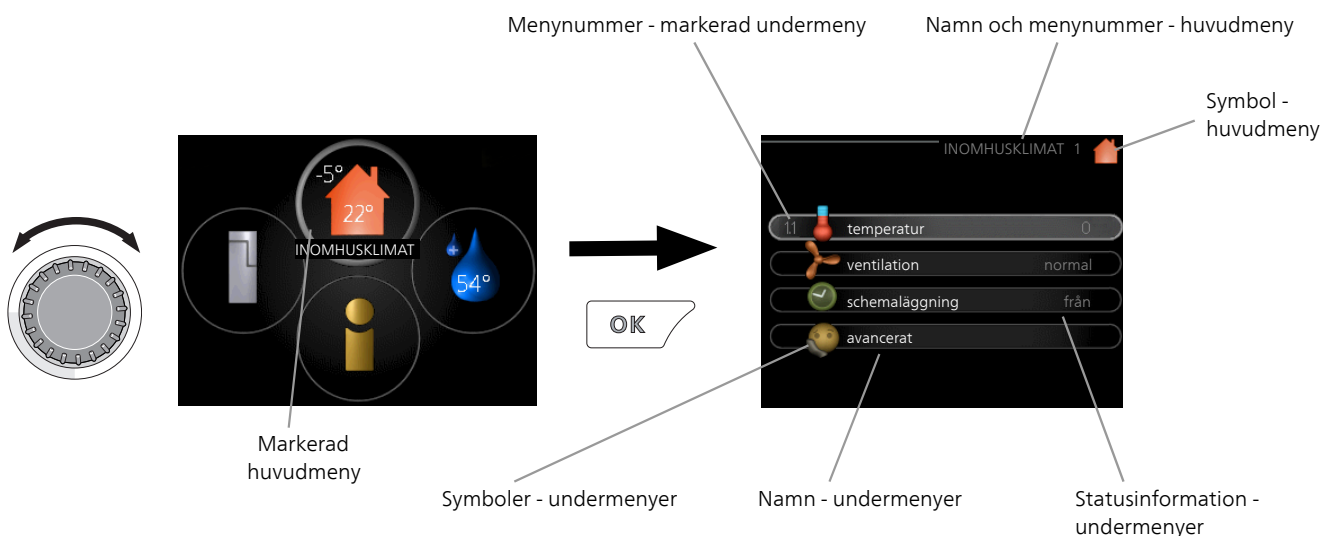 Menynummer - markerad undermeny
Namn och menynummer - huvudmeny
Symbol -
huvudmeny
-5°
22°
INOMHUSKLIMAT
54°
OK
INOMHUSKLIMAT 1
1.1 temperatur 0
ventilation normal
schemaläggning från
avancerat
Markerad
huvudmeny
Symboler - undermenyer
Namn - undermenyer
Statusinformation -
undermenyer